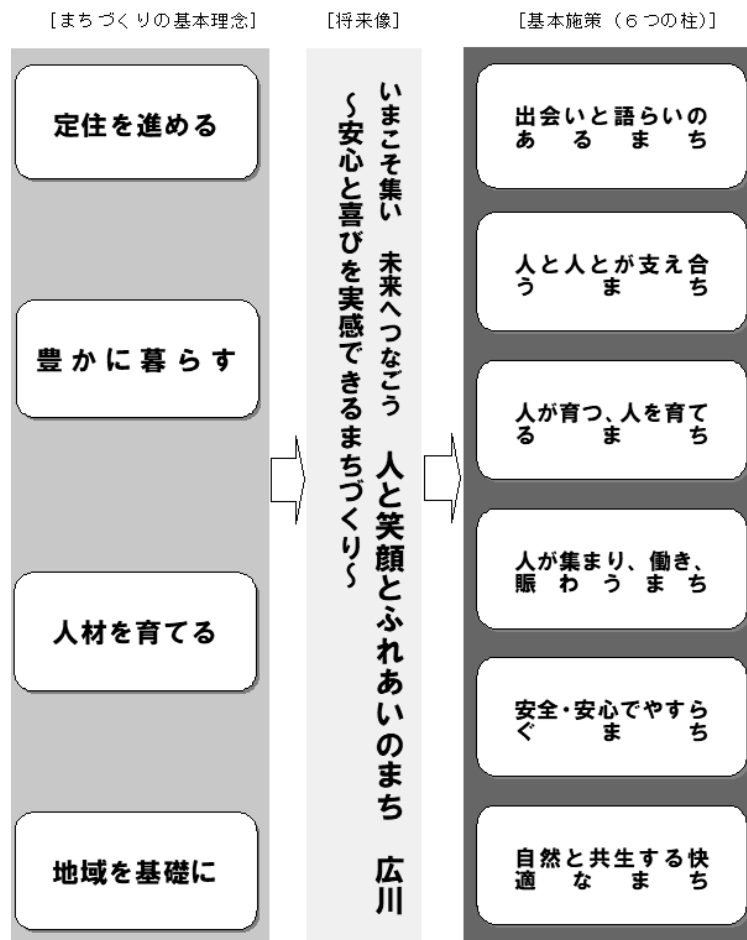 [まちづくりの基本理念]
定住を進める
豊かに暮らす
人材を育てる
地域を基礎に
[将来像]
いまこそ集い　未来へつなごう　人と笑顔とふれあいのまち　広川
～安心と喜びを実感できるまちづくり～
[基本施策（６つの柱）]
出会いと語らいの
あるまち
人と人とが支え合
うまち
人が育つ、人を育て
るまち
人が集まり、働き、
賑わうまち
安全・安心でやすら
ぐまち
自然と共生する快
適なまち